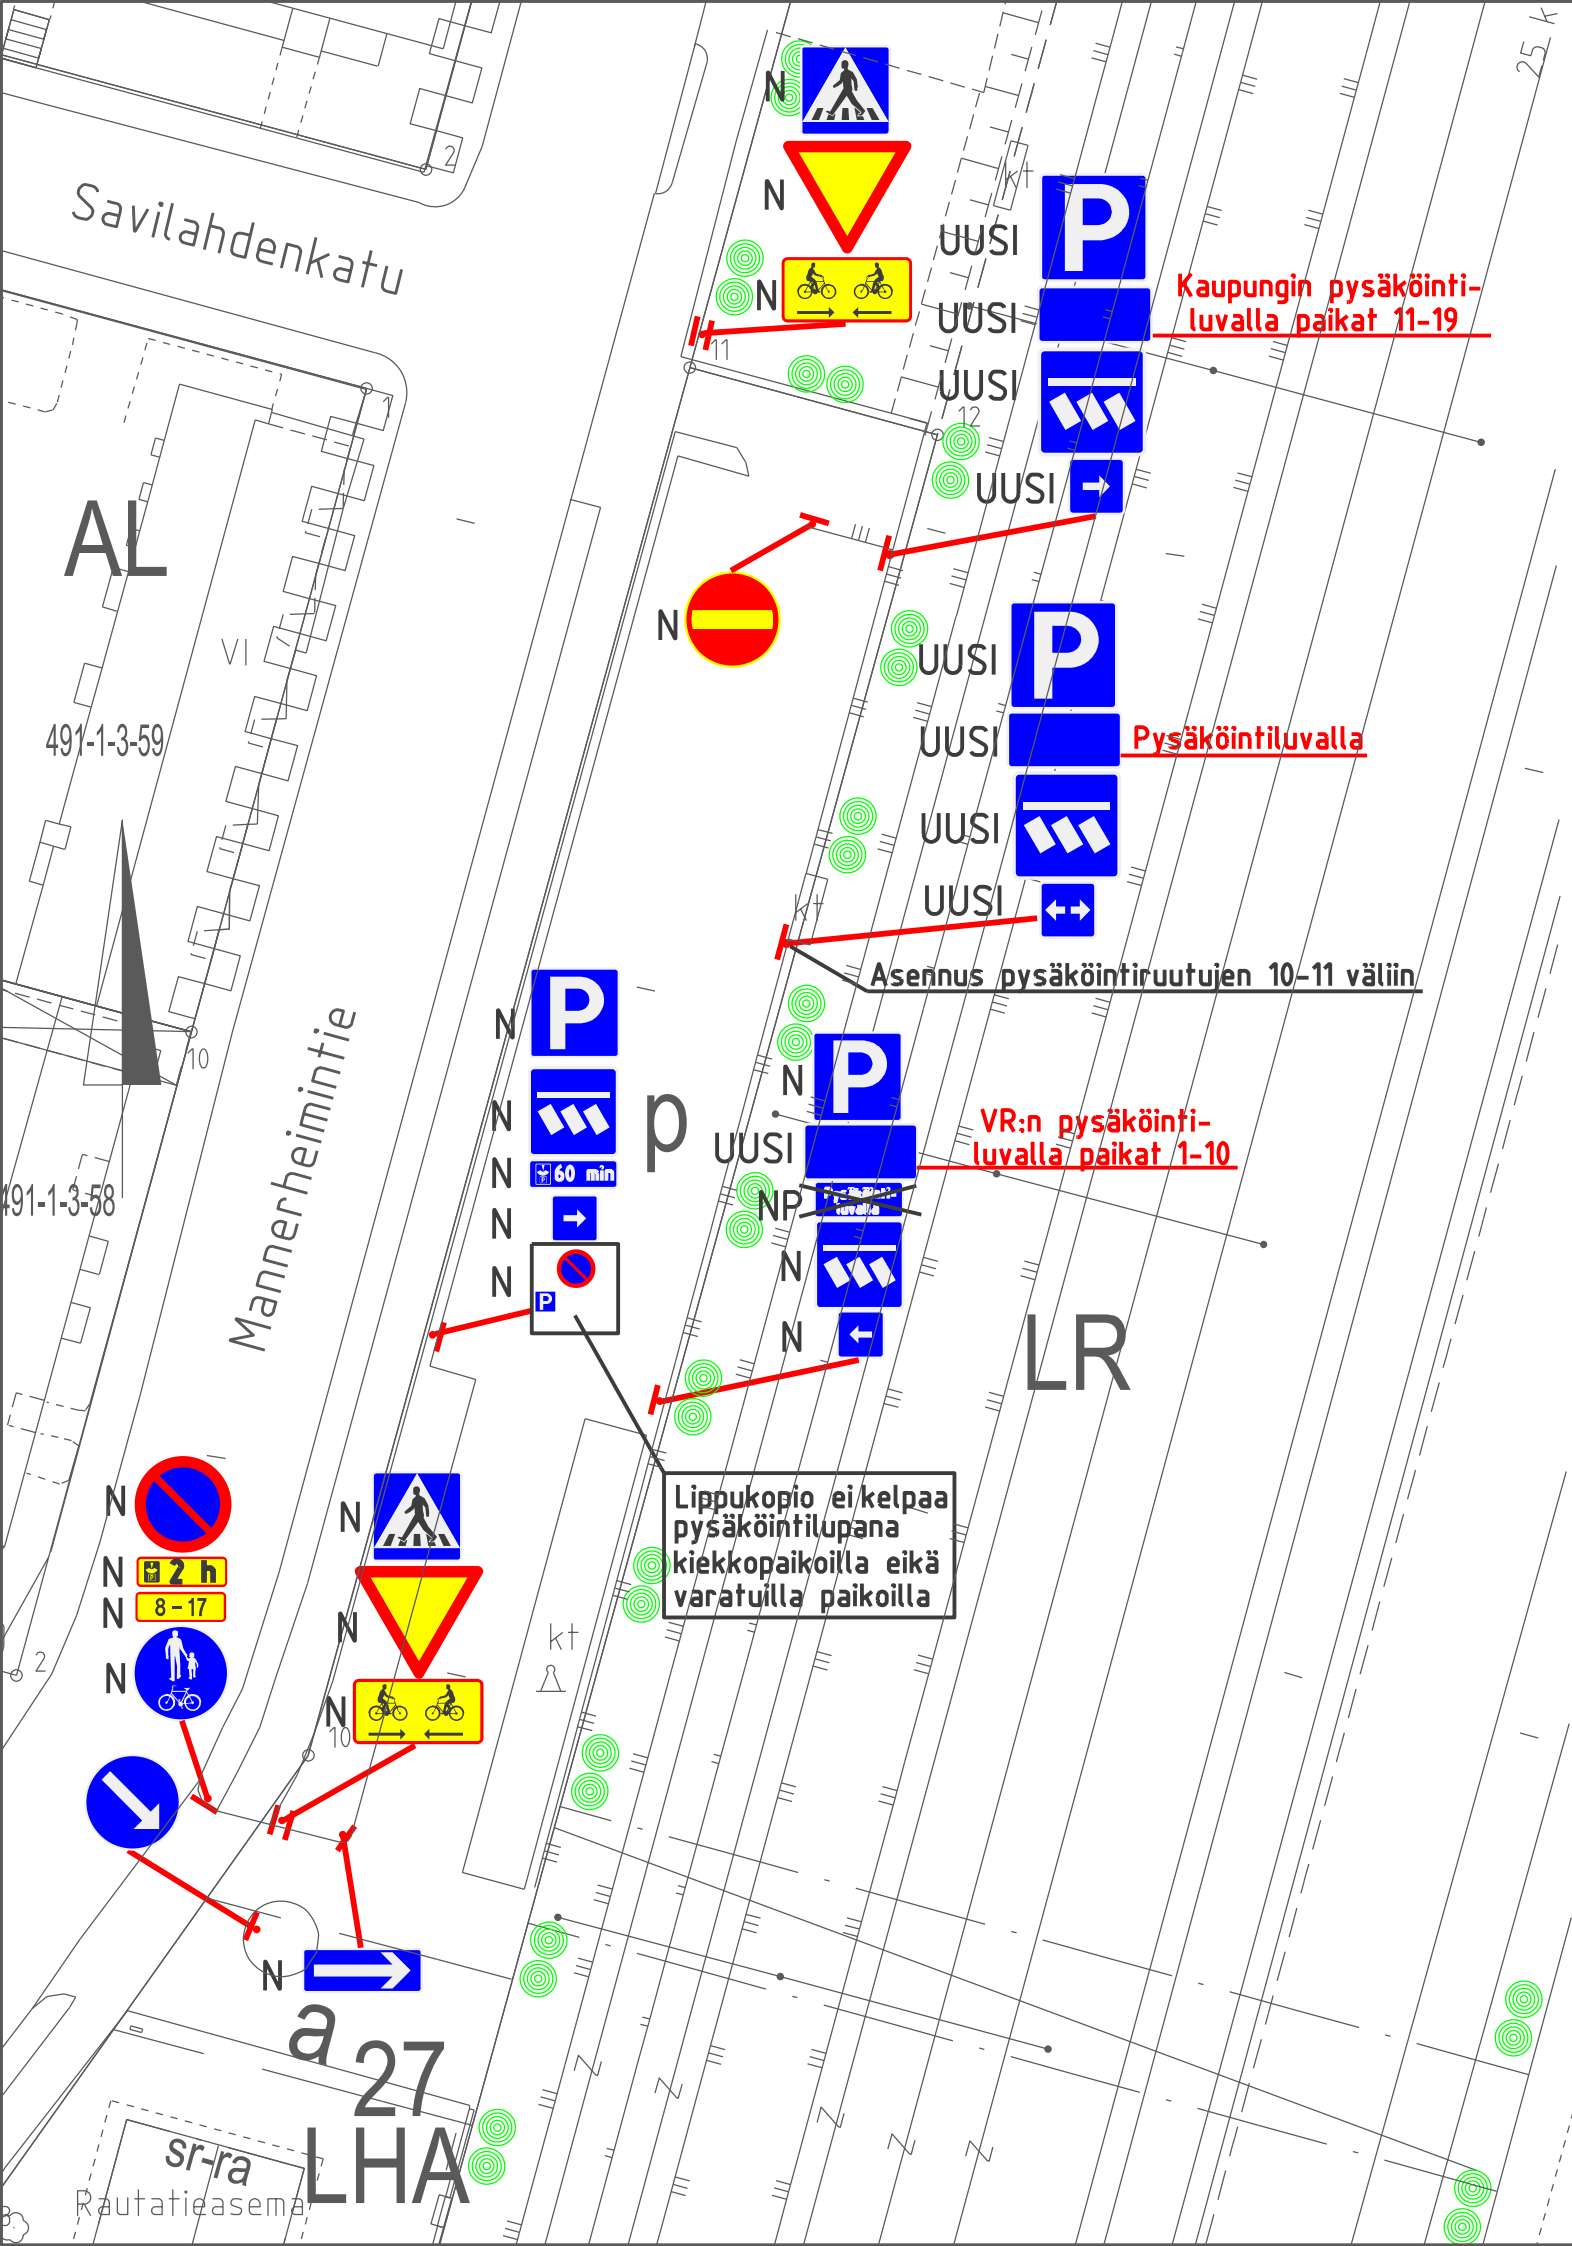 N
2
25
k
Savilahdenkatu
N
kt
P
UUSI
Kaupungin pysäköinti-
luvalla paikat 11-19
N
UUSI
11
UUSI
1
12
UUSI
AL
N
VI
P
UUSI
491-1-3-59
UUSI
Pysäköintiluvalla
UUSI
UUSI
kt
Asennus pysäköintiruutujen 10-11 väliin
P
N
10
Mannerheimintie
P
N
N
p
UUSI
VR:n pysäköinti-
luvalla paikat 1-10
N
60 min
491-1-3-58
NP
Pysäköinti-
luvalla
N
N
N
P
N
LR
N
N
Lippukopio ei kelpaa
pysäköintilupana
kiekkopaikoilla eikä
varatuilla paikoilla
N
2 h
N
8-17
N
kt
2
N
N
10
N
a
27
LHA
sr-ra
Rautatieasema